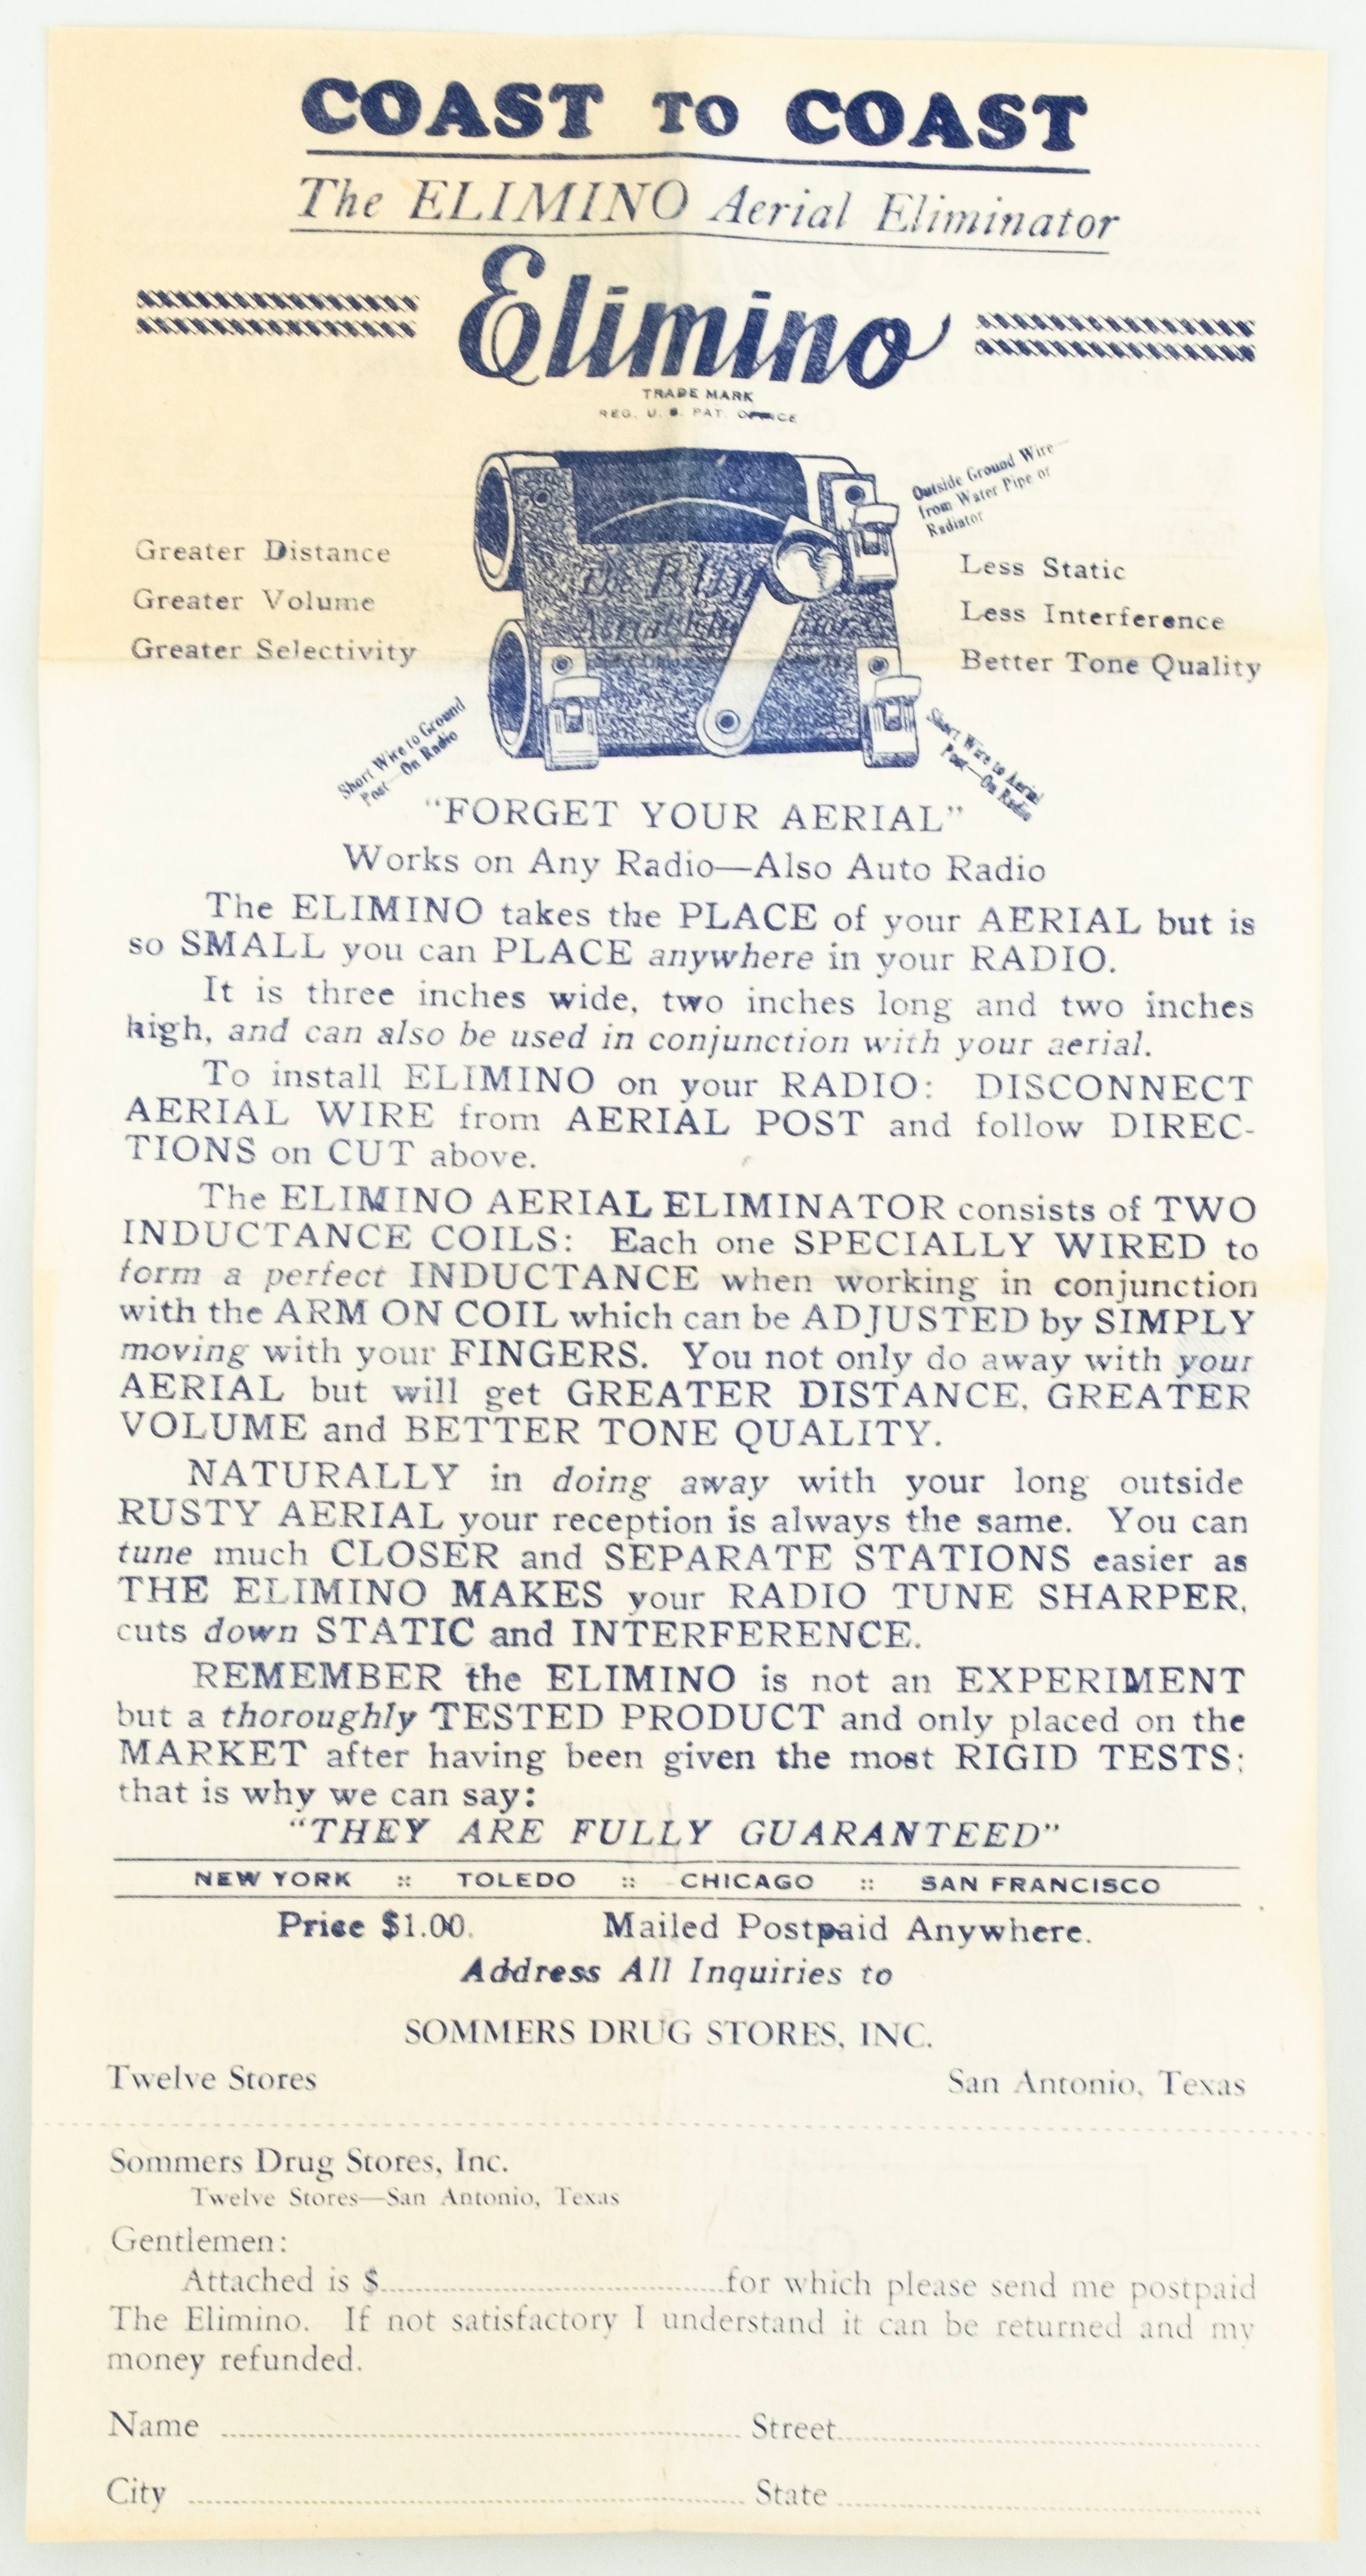 COAST TO COAST
The ELIMINO Aerial Eliminator
Elimino
TRADE MARK
REG. U. S. PAT. OFFICE
Outside Ground Wire
from Water Pipe or
Radiator
Greater Distance
Greater Volume
Greater Selectivity
Less Static
Less Interference
Better Tone Quality
Short Wire to Ground
Post—On Radio
Short Wire to Aerial
Post—On Radio
"FORGET YOUR AERIAL"
Works on Any Radio—Also Auto Radio
The ELIMINO takes the PLACE of your AERIAL but is
so SMALL you can PLACE anywhere in your RADIO.
It is three inches wide, two inches long and two inches
high, and can also be used in conjunction with your aerial.
To install ELIMINO on your RADIO: DISCONNECT
AERIAL WIRE from AERIAL POST and follow DIREC-
TIONS on CUT above.
The ELIMINO AERIAL ELIMINATOR consists of TWO
INDUCTANCE COILS: Each one SPECIALLY WIRED to
form a perfect INDUCTANCE when working in conjunction
with the ARM ON COIL which can be ADJUSTED by SIMPLY
moving with your FINGERS. You not only do away with your
AERIAL but will get GREATER DISTANCE, GREATER
VOLUME and BETTER TONE QUALITY.
NATURALLY in doing away with your long outside
RUSTY AERIAL your reception is always the same. You can
tune much CLOSER and SEPARATE STATIONS easier as
THE ELIMINO MAKES your RADIO TUNE SHARPER,
cuts down STATIC and INTERFERENCE.
REMEMBER the ELIMINO is not an EXPERIMENT
but a thoroughly TESTED PRODUCT and only placed on the
MARKET after having been given the most RIGID TESTS;
that is why we can say:
"THEY ARE FULLY GUARANTEED"
NEW YORK :: TOLEDO :: CHICAGO :: SAN FRANCISCO
Price $1.00. Mailed Postpaid Anywhere.
Address All Inquiries to
SOMMERS DRUG STORES, INC.
Twelve Stores San Antonio, Texas
Sommers Drug Stores, Inc.
Twelve Stores—San Antonio, Texas
Gentlemen:
Attached is $ for which please send me postpaid
The Elimino. If not satisfactory I understand it can be returned and my
money refunded.
Name Street
City State